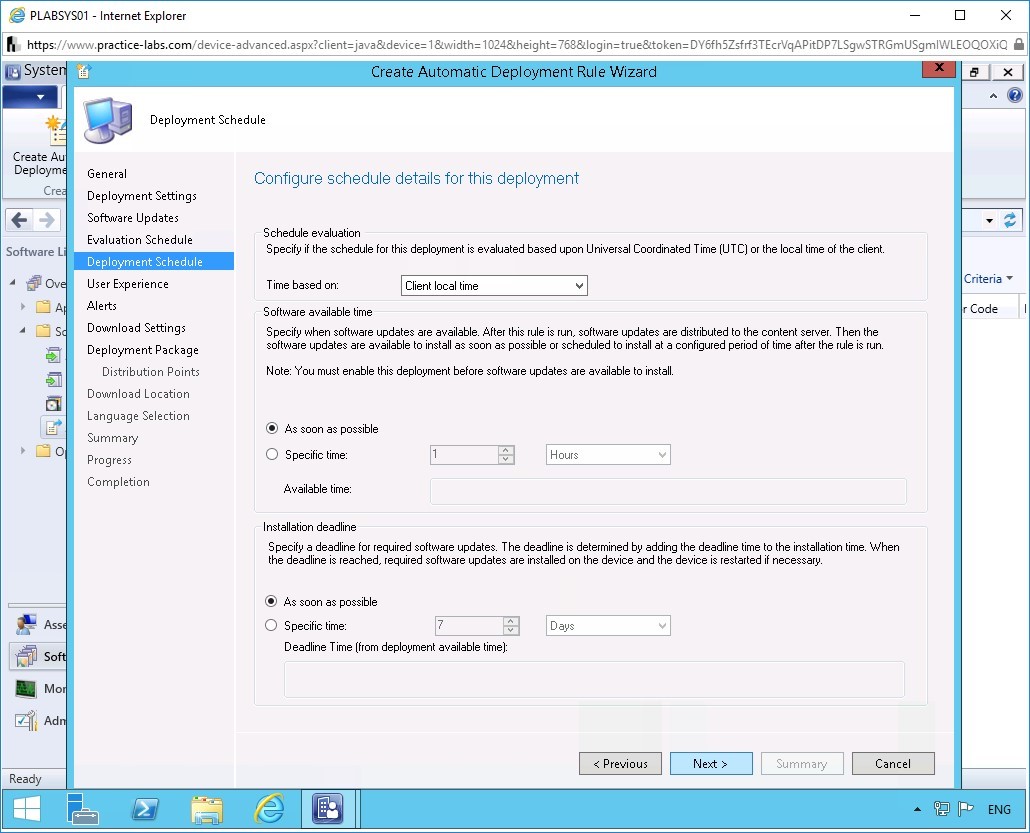 PLABSYS01 - Internet Explorer
https://www.practice-labs.com/device-advanced.aspx?client=java&device=1&width=1024&height=768&login=true&token=DY6fh5Zsfrf3TEcrVqAPitDP7LSgwSTRGmUSgmIWLEOQOXiQ
System
Create Automatic Deployment Rule Wizard
Deployment Schedule
Create Au
Deployme
Crea
Software Li
Ove
Ap
So
Op
Criteria
r Code
General
Deployment Settings
Software Updates
Evaluation Schedule
Deployment Schedule
User Experience
Alerts
Download Settings
Deployment Package
Distribution Points
Download Location
Language Selection
Summary
Progress
Completion
Configure schedule details for this deployment
Schedule evaluation
Specify if the schedule for this deployment is evaluated based upon Universal Coordinated Time (UTC) or the local time of the client.
Time based on: Client local time
Software available time
Specify when software updates are available. After this rule is run, software updates are distributed to the content server. Then the
software updates are available to install as soon as possible or scheduled to install at a configured period of time after the rule is run.
Note: You must enable this deployment before software updates are available to install.
As soon as possible
Specific time: 1 Hours
Available time:
Installation deadline
Specify a deadline for required software updates. The deadline is determined by adding the deadline time to the installation time. When
the deadline is reached, required software updates are installed on the device and the device is restarted if necessary.
As soon as possible
Specific time: 7 Days
Deadline Time (from deployment available time):
Asse
Soft
Mor
Adm
< Previous Next > Summary Cancel
Ready
ENG